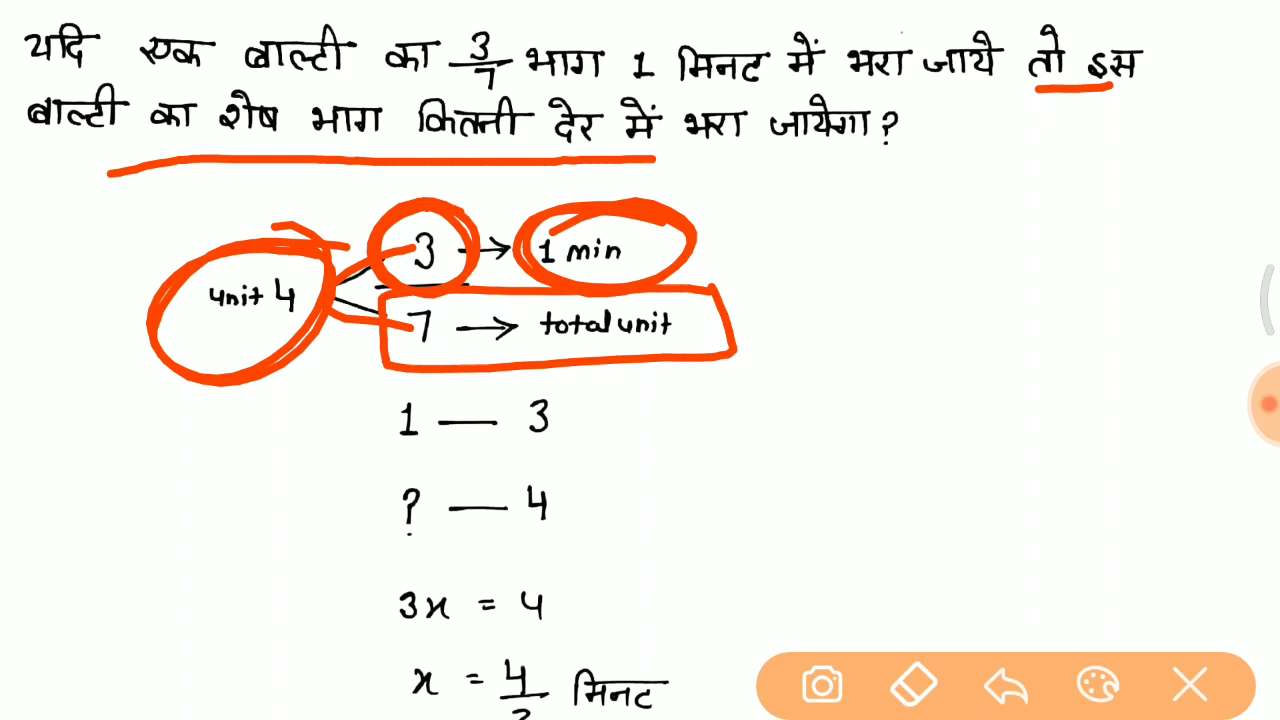 यदि एक बाल्टी का 3/7 भाग 1 मिनट में भरा जाये तो इस
बाल्टी का शेष भाग कितनी देर में भरा जायेगा?
3 → 1 min
unit 4
7 → total unit
1 — 3
? — 4
3x = 4
x = 4/3 मिनट